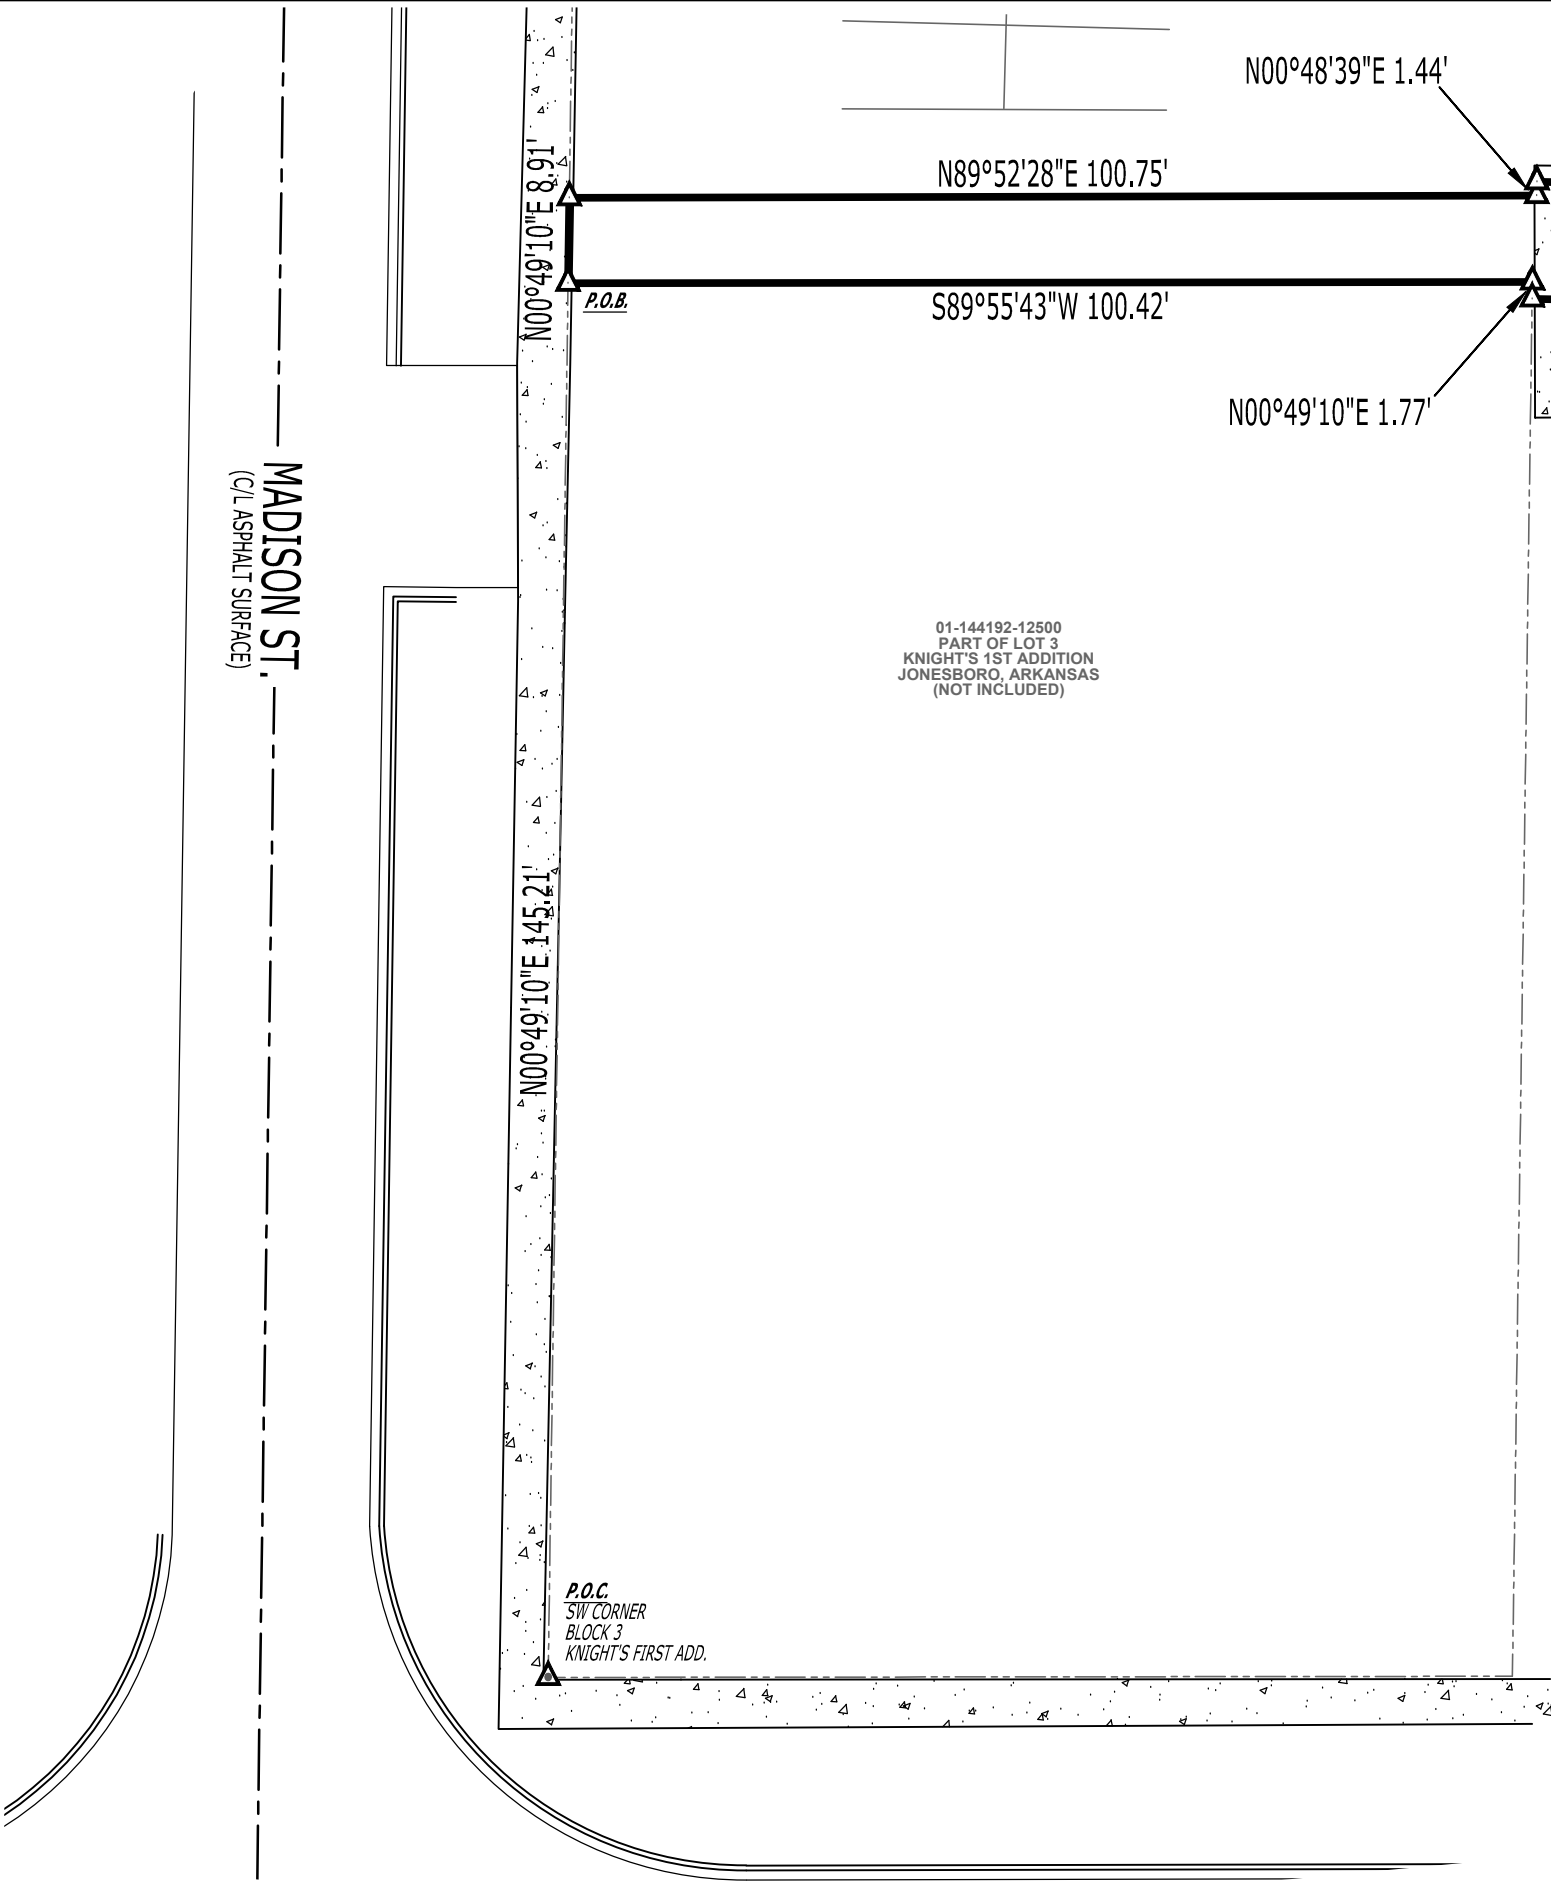 N00°48'39"E 1.44'
N89°52'28"E 100.75'
N00°49'10"E 8.91'
P.O.B.
S89°55'43"W 100.42'
N00°49'10"E 1.77'
MADISON ST.
(C/L ASPHALT SURFACE)
01-144192-12500
PART OF LOT 3
KNIGHT'S 1ST ADDITION
JONESBORO, ARKANSAS
(NOT INCLUDED)
N00°49'10"E 145.21'
P.O.C.
SW CORNER
BLOCK 3
KNIGHT'S FIRST ADD.